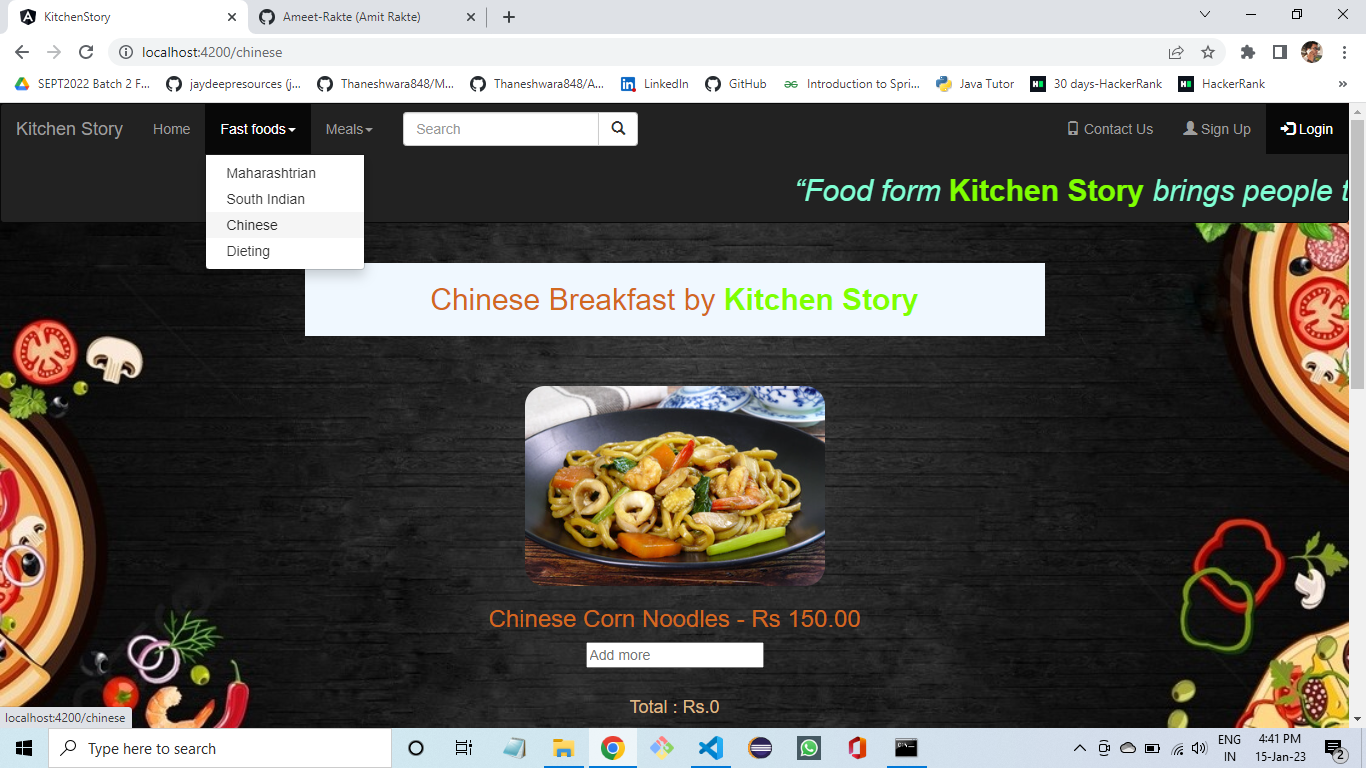 KitchenStory
Ameet-Rakte (Amit Rakte)
localhost:4200/chinese
SEPT2022 Batch 2 F... jaydeepresources (j... Thaneshwara848/M... Thaneshwara848/A... LinkedIn GitHub Introduction to Spri... Java Tutor 30 days-HackerRank HackerRank »
Kitchen Story Home Fast foods Meals Search Contact Us Sign Up Login
Maharashtrian
South Indian
Chinese
Dieting
“Food form Kitchen Story brings people t
Chinese Breakfast by Kitchen Story
Chinese Corn Noodles - Rs 150.00
Add more
Total : Rs.0
localhost:4200/chinese
Type here to search
ENG
IN
4:41 PM
15-Jan-23
2